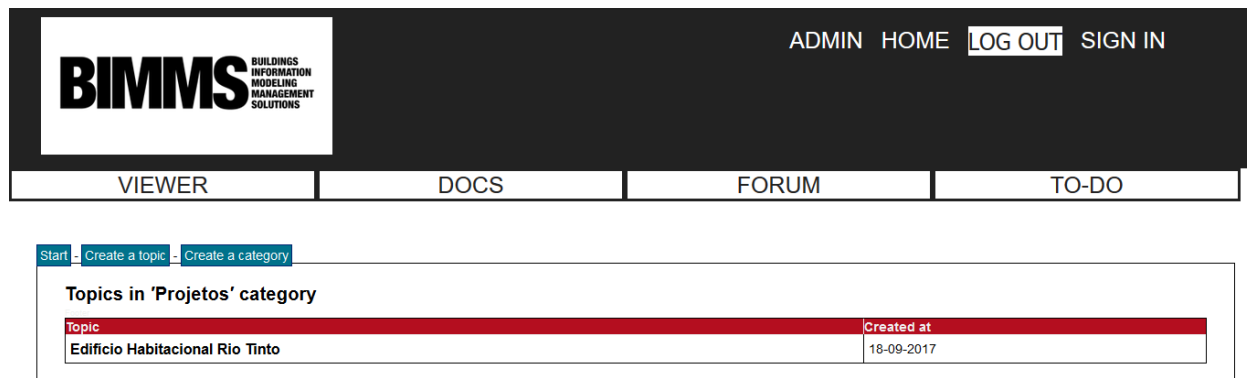 BIMMS
BUILDINGS
INFORMATION
MODELING
MANAGEMENT
SOLUTIONS
ADMIN HOME LOG OUT SIGN IN
VIEWER DOCS FORUM TO-DO
Start - Create a topic - Create a category
Topics in 'Projetos' category
Topic Created at
Edificio Habitacional Rio Tinto 18-09-2017